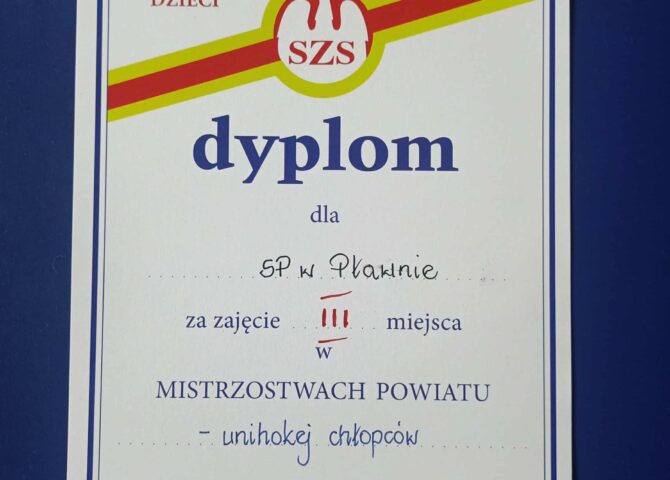 DZIECI
SZS
dyplom
dla
SP w Pławnie
za zajęcie III miejsca
w
MISTRZOSTWACH POWIATU
- unihokej chłopców